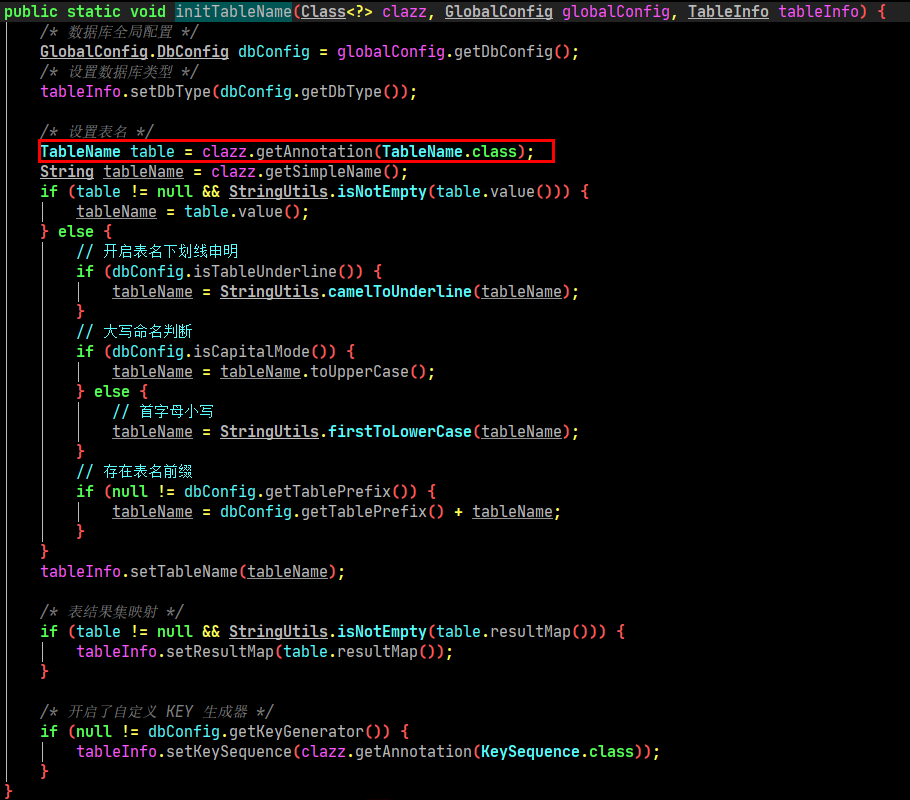 public static void initTableName(Class<?> clazz, GlobalConfig globalConfig, TableInfo tableInfo) {
    /* 数据库全局配置 */
    GlobalConfig.DbConfig dbConfig = globalConfig.getDbConfig();
    /* 设置数据库类型 */
    tableInfo.setDbType(dbConfig.getDbType());
    /* 设置表名 */
    TableName table = clazz.getAnnotation(TableName.class);
    String tableName = clazz.getSimpleName();
    if (table != null && StringUtils.isNotEmpty(table.value())) {
        tableName = table.value();
    } else {
        // 开启表名下划线申明
        if (dbConfig.isTableUnderline()) {
            tableName = StringUtils.camelToUnderline(tableName);
        }
        // 大写命名判断
        if (dbConfig.isCapitalMode()) {
            tableName = tableName.toUpperCase();
        } else {
            // 首字母小写
            tableName = StringUtils.firstToLowerCase(tableName);
        }
        // 存在表名前缀
        if (null != dbConfig.getTablePrefix()) {
            tableName = dbConfig.getTablePrefix() + tableName;
        }
    }
    tableInfo.setTableName(tableName);
    /* 表结果集映射 */
    if (table != null && StringUtils.isNotEmpty(table.resultMap())) {
        tableInfo.setResultMap(table.resultMap());
    }
    /* 开启了自定义 KEY 生成器 */
    if (null != dbConfig.getKeyGenerator()) {
        tableInfo.setKeySequence(clazz.getAnnotation(KeySequence.class));
    }
}